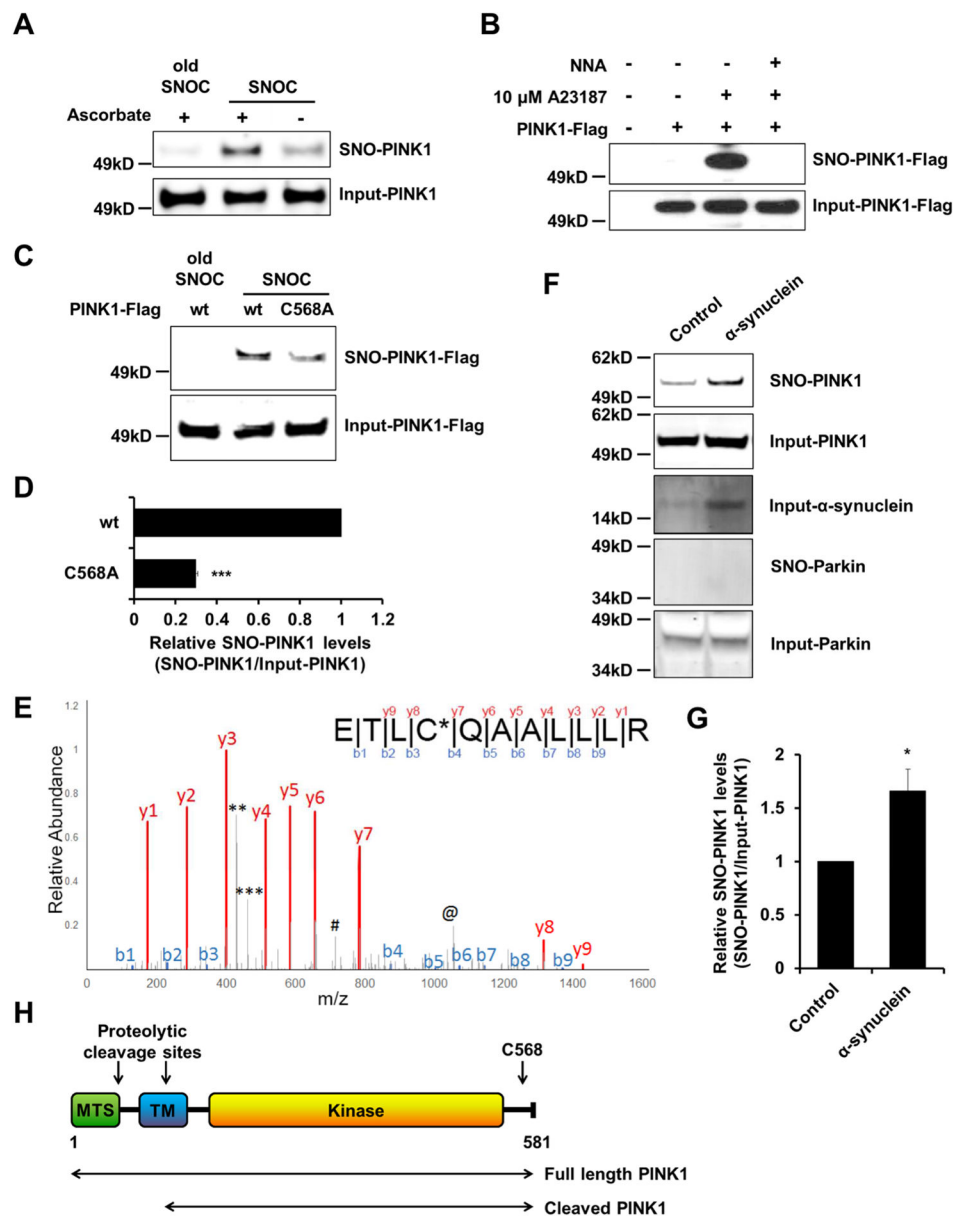 A
old
SNOC
SNOC
Ascorbate + + -
49kD
SNO-PINK1
49kD
Input-PINK1
B
NNA - - - +
10 µM A23187 - - + +
PINK1-Flag - + + +
49kD
SNO-PINK1-Flag
49kD
Input-PINK1-Flag
C
old
SNOC
SNOC
PINK1-Flag wt wt C568A
49kD
SNO-PINK1-Flag
49kD
Input-PINK1-Flag
D
wt
C568A
***
0 0.2 0.4 0.6 0.8 1 1.2
Relative SNO-PINK1 levels
(SNO-PINK1/Input-PINK1)
E
1.2
1
0.8
0.6
0.4
0.2
Relative Abundance
y9 y8 y7 y6 y5 y4 y3 y2 y1
E|T|L|C*|Q|A|A|L|L|L|R
b1 b2 b3 b4 b5 b6 b7 b8 b9
y1
y2
y3
**
***
y4
y5
y6
#
y7
@
y8
y9
b1 b2 b3 b4 b5 b6 b7 b8 b9
0 200 400 600 800 1000 1200 1400 1600
m/z
F
Control
α-synuclein
62kD
49kD
SNO-PINK1
62kD
49kD
Input-PINK1
14kD
Input-α-synuclein
49kD
34kD
SNO-Parkin
49kD
34kD
Input-Parkin
G
Relative SNO-PINK1 levels
(SNO-PINK1/Input-PINK1)
2
1.5
1
0.5
0
*
Control
α-synuclein
H
Proteolytic
cleavage sites
C568
MTS
TM
Kinase
1
581
Full length PINK1
Cleaved PINK1